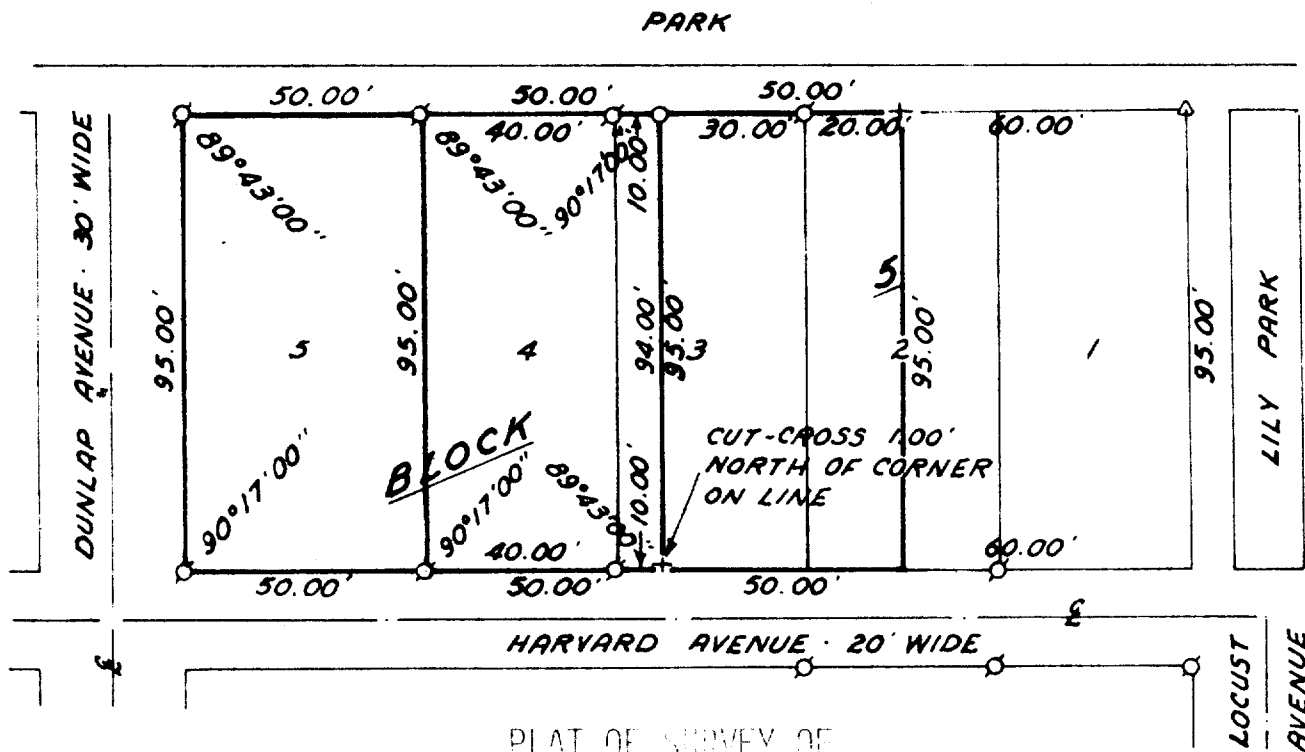 PARK
50.00'
50.00'
50.00'
40.00'
30.00'
20.00'
60.00'
89°43'00"
89°43'00"
90°17'00"
10.00'
DUNLAP AVENUE · 30' WIDE
95.00'
95.00'
94.00'
95.00'
95.00'
95.00'
5
4
3
2
1
5
LILY PARK
BLOCK
CUT-CROSS 1.00'
NORTH OF CORNER
ON LINE
90°17'00"
90°17'00"
89°43'00"
10.00'
40.00'
60.00'
50.00'
50.00'
50.00'
HARVARD AVENUE · 20' WIDE
LOCUST
AVENUE
PLAT OF SURVEY OF